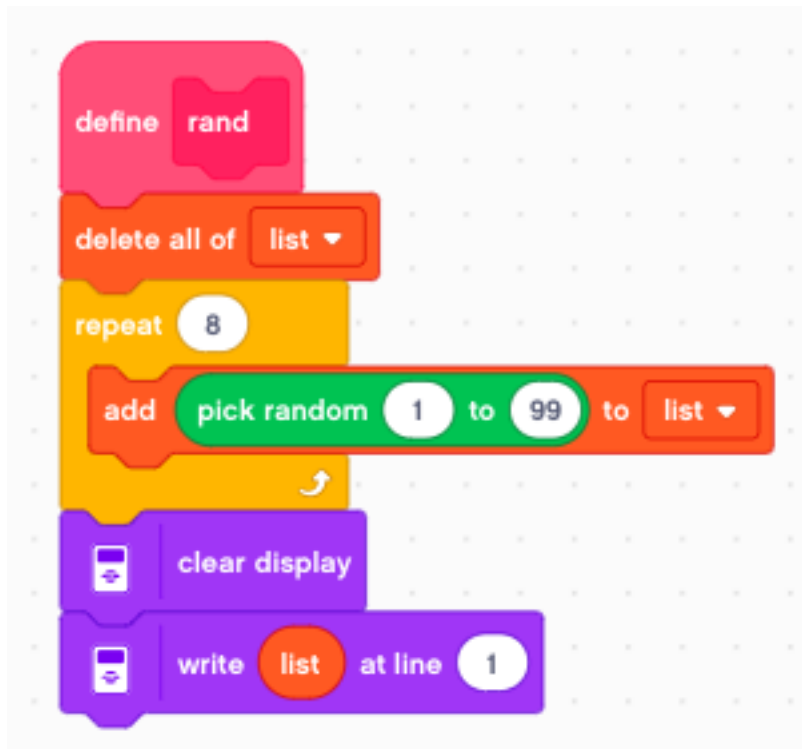 define rand
delete all of list
repeat 8
add pick random 1 to 99 to list
clear display
write list at line 1